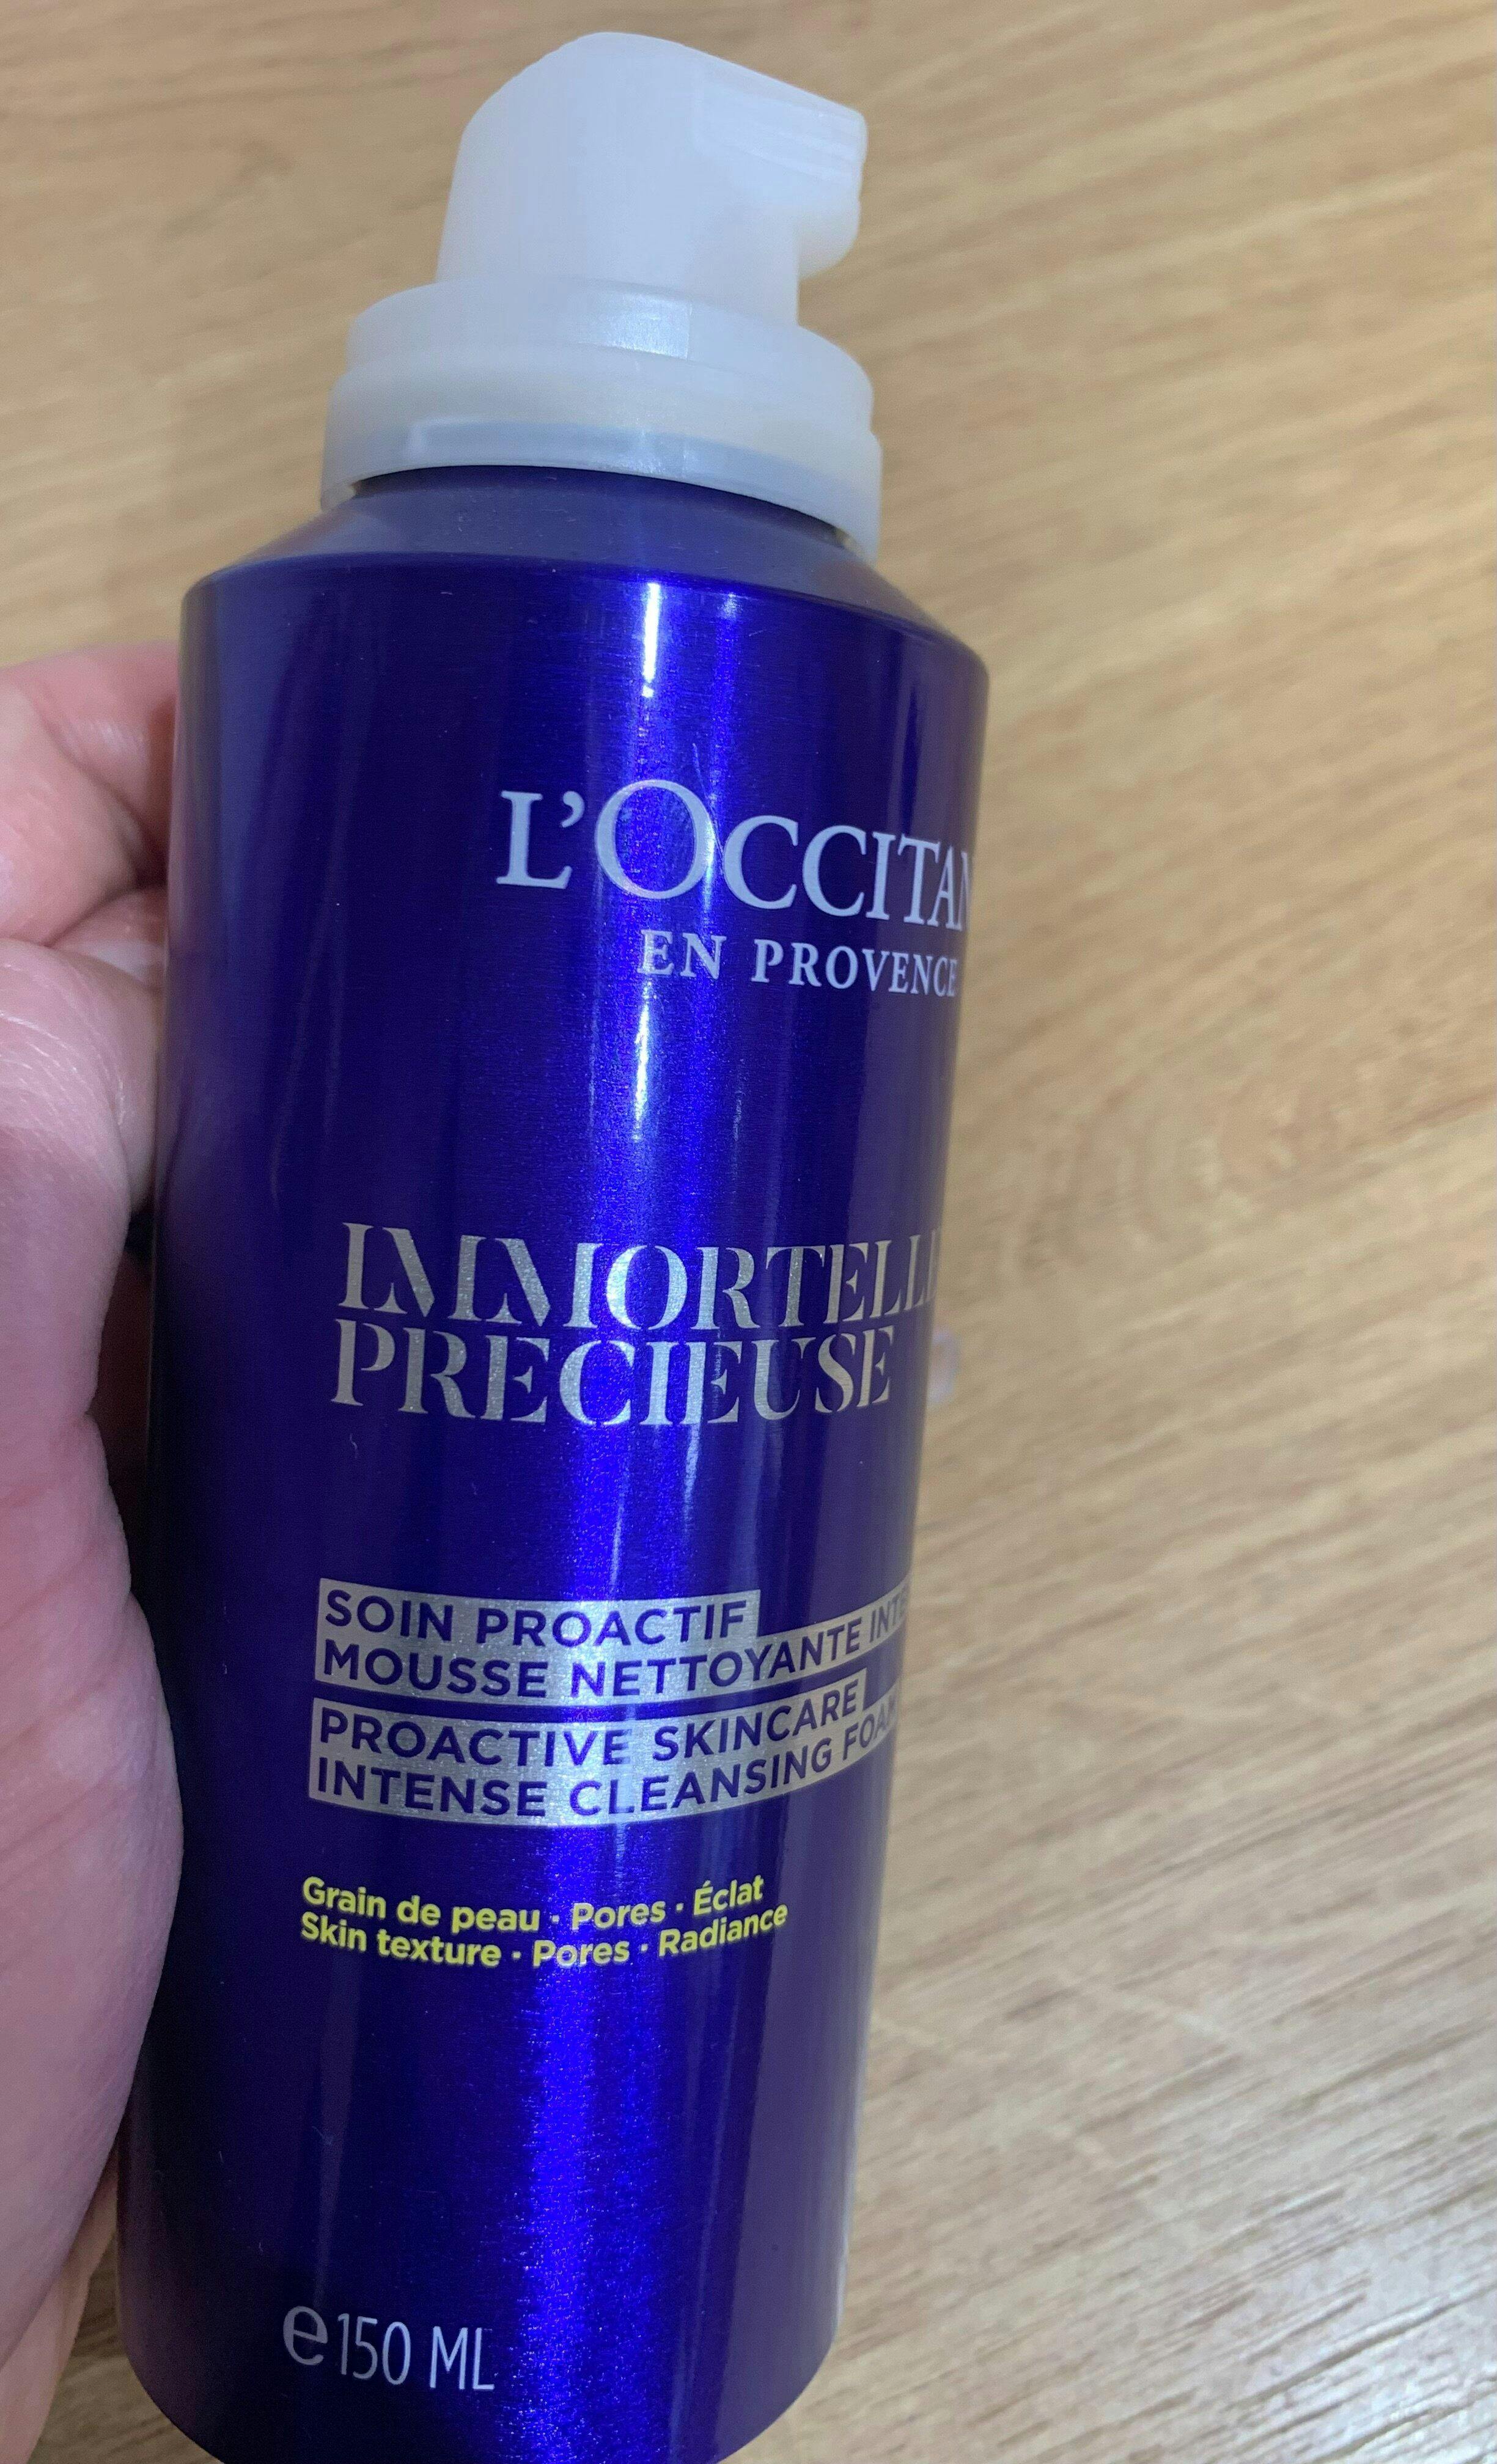 L'OCCITAN
EN PROVENCE
IMMORTELLE
PRECIEUSE
SOIN PROACTIF
MOUSSE NETTOYANTE
PROACTIVE SKINCARE
INTENSE CLEANSING FOAM
Grain de peau · Pores · Éclat
Skin texture · Pores · Radiance
e 150 ML